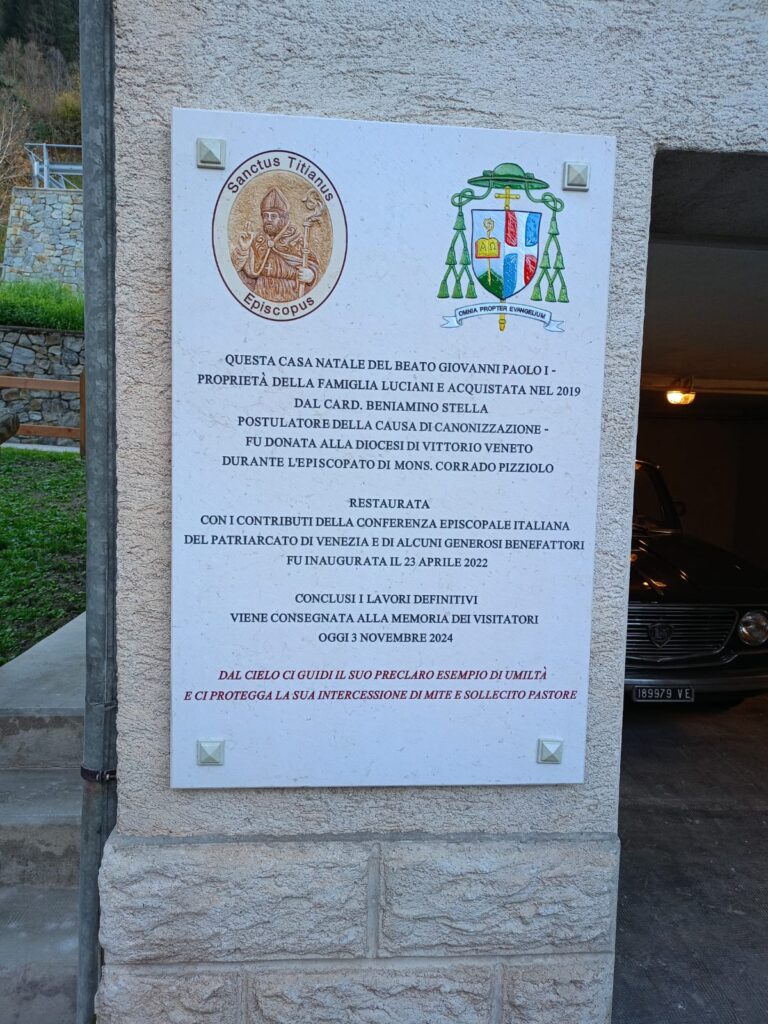 Sanctus Titianus
Episcopus
ΑΩ
OMNIA PROPTER EVANGELIUM
QUESTA CASA NATALE DEL BEATO GIOVANNI PAOLO I -
PROPRIETÀ DELLA FAMIGLIA LUCIANI E ACQUISTATA NEL 2019
DAL CARD. BENIAMINO STELLA
POSTULATORE DELLA CAUSA DI CANONIZZAZIONE -
FU DONATA ALLA DIOCESI DI VITTORIO VENETO
DURANTE L'EPISCOPATO DI MONS. CORRADO PIZZIOLO
RESTAURATA
CON I CONTRIBUTI DELLA CONFERENZA EPISCOPALE ITALIANA
DEL PATRIARCATO DI VENEZIA E DI ALCUNI GENEROSI BENEFATTORI
FU INAUGURATA IL 23 APRILE 2022
CONCLUSI I LAVORI DEFINITIVI
VIENE CONSEGNATA ALLA MEMORIA DEI VISITATORI
OGGI 3 NOVEMBRE 2024
DAL CIELO CI GUIDI IL SUO PRECLARO ESEMPIO DI UMILTÀ
E CI PROTEGGA LA SUA INTERCESSIONE DI MITE E SOLLECITO PASTORE
189979 VE